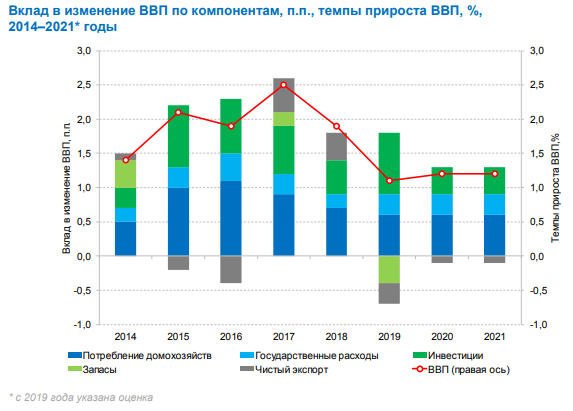 Вклад в изменение ВВП по компонентам, п.п., темпы прироста ВВП, %,
2014–2021* годы
Вклад в изменение ВВП, п.п.
3,0
2,5
2,0
1,5
1,0
0,5
0,0
-0,5
-1,0
3,0
2,5
2,0
1,5
1,0
0,5
0,0
-0,5
-1,0
Темпы прироста ВВП,%
2014 2015 2016 2017 2018 2019 2020 2021
Потребление домохозяйств Государственные расходы Инвестиции
Запасы Чистый экспорт ВВП (правая ось)
* с 2019 года указана оценка